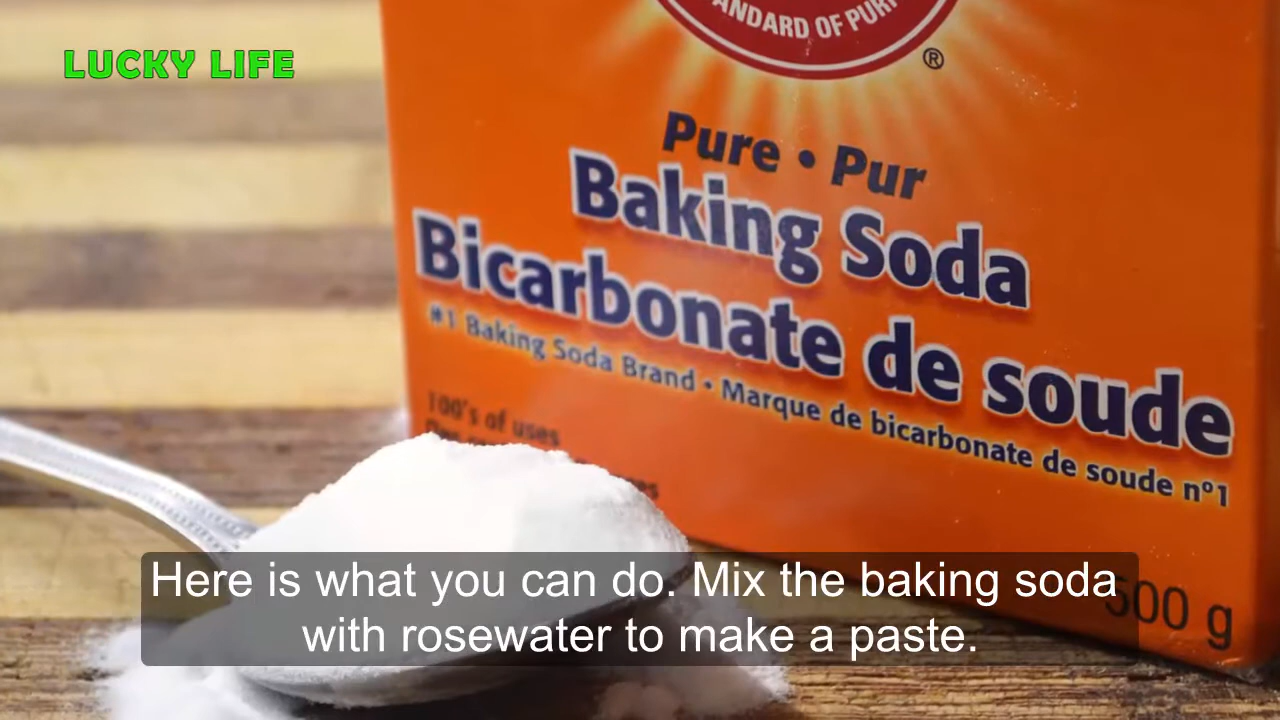 LUCKY LIFE
ANDARD OF PUR
®
Pure • Pur
Baking Soda
Bicarbonate de soude
#1 Baking Soda Brand • Marque de bicarbonate de soude nº1
100's of uses
500 g
Here is what you can do. Mix the baking soda
with rosewater to make a paste.